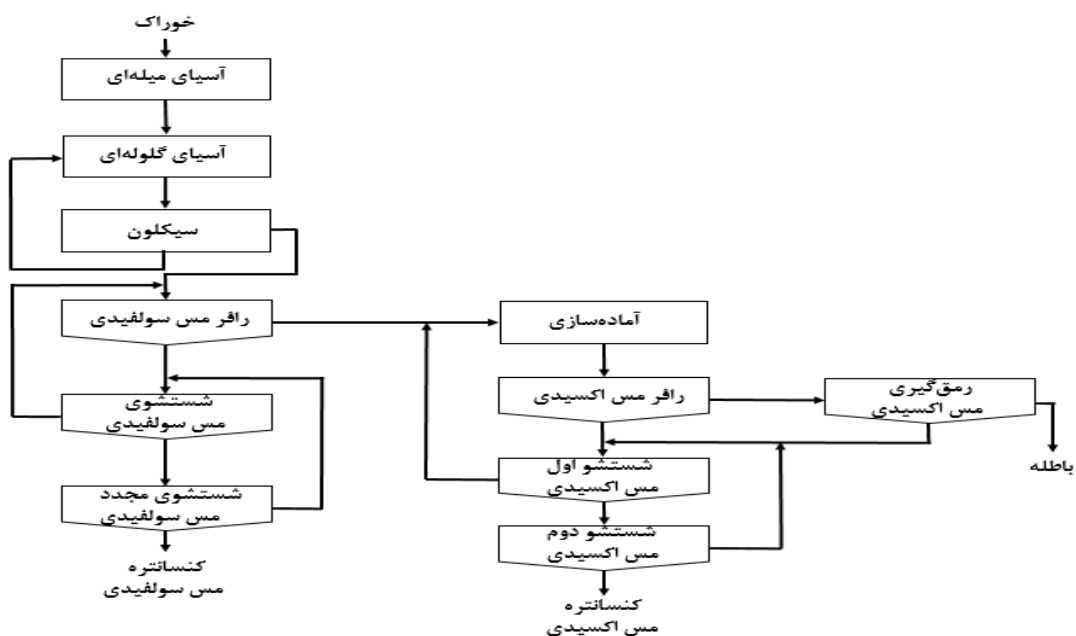 خوراک
آسیای میله‌ای
آسیای گلوله‌ای
سیکلون
رافر مس سولفیدی
شستشوی
مس سولفیدی
شستشوی مجدد
مس سولفیدی
کنسانتره
مس سولفیدی
آماده‌سازی
رافر مس اکسیدی
رمق‌گیری
مس اکسیدی
باطله
شستشو اول
مس اکسیدی
شستشو دوم
مس اکسیدی
کنسانتره
مس اکسیدی